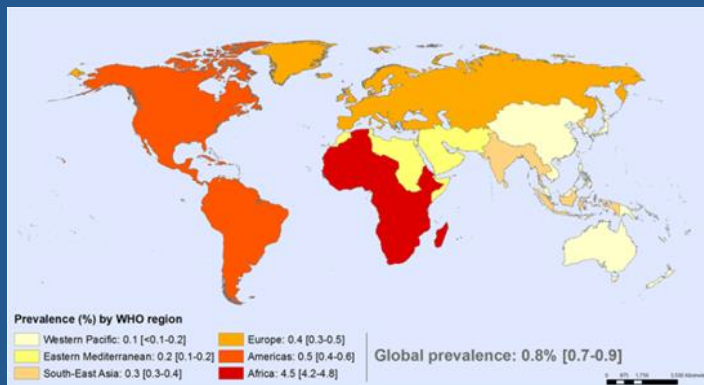 Prevalence (%) by WHO region
Western Pacific: 0.1 [<0.1-0.2]
Eastern Mediterranean: 0.2 [0.1-0.2]
South-East Asia: 0.3 [0.3-0.4]
Europe: 0.4 [0.3-0.5]
Americas: 0.5 [0.4-0.6]
Africa: 4.5 [4.2-4.8]
Global prevalence: 0.8% [0.7-0.9]